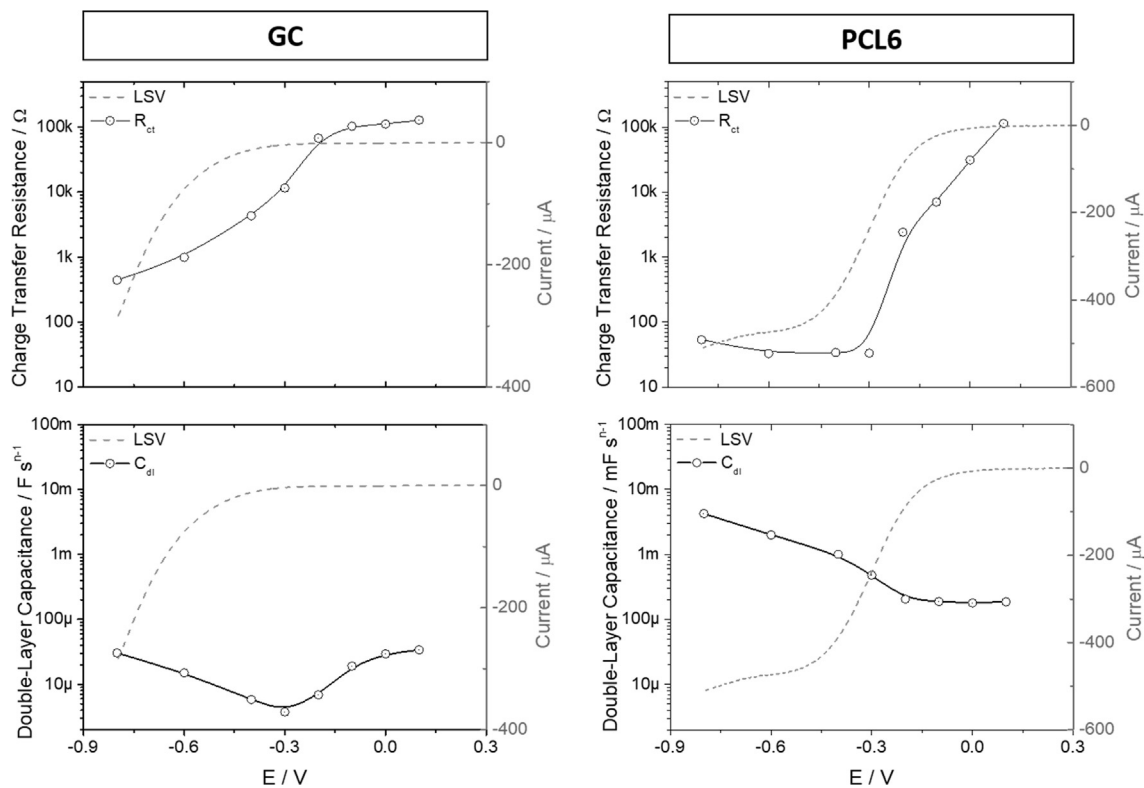 GC
PCL6
LSV
R_ct
Charge Transfer Resistance / Ω
100k
10k
1k
100
10
0
-200
-400
Current / µA
LSV
R_ct
Charge Transfer Resistance / Ω
100k
10k
1k
100
10
0
-200
-400
-600
Current / µA
LSV
C_dl
Double-Layer Capacitance / F s^n-1
100m
10m
1m
100µ
10µ
0
-200
-400
Current / µA
-0.9 -0.6 -0.3 0.0 0.3
E / V
LSV
C_dl
Double-Layer Capacitance / mF s^n-1
100m
10m
1m
100µ
10µ
0
-200
-400
-600
Current / µA
-0.9 -0.6 -0.3 0.0 0.3
E / V